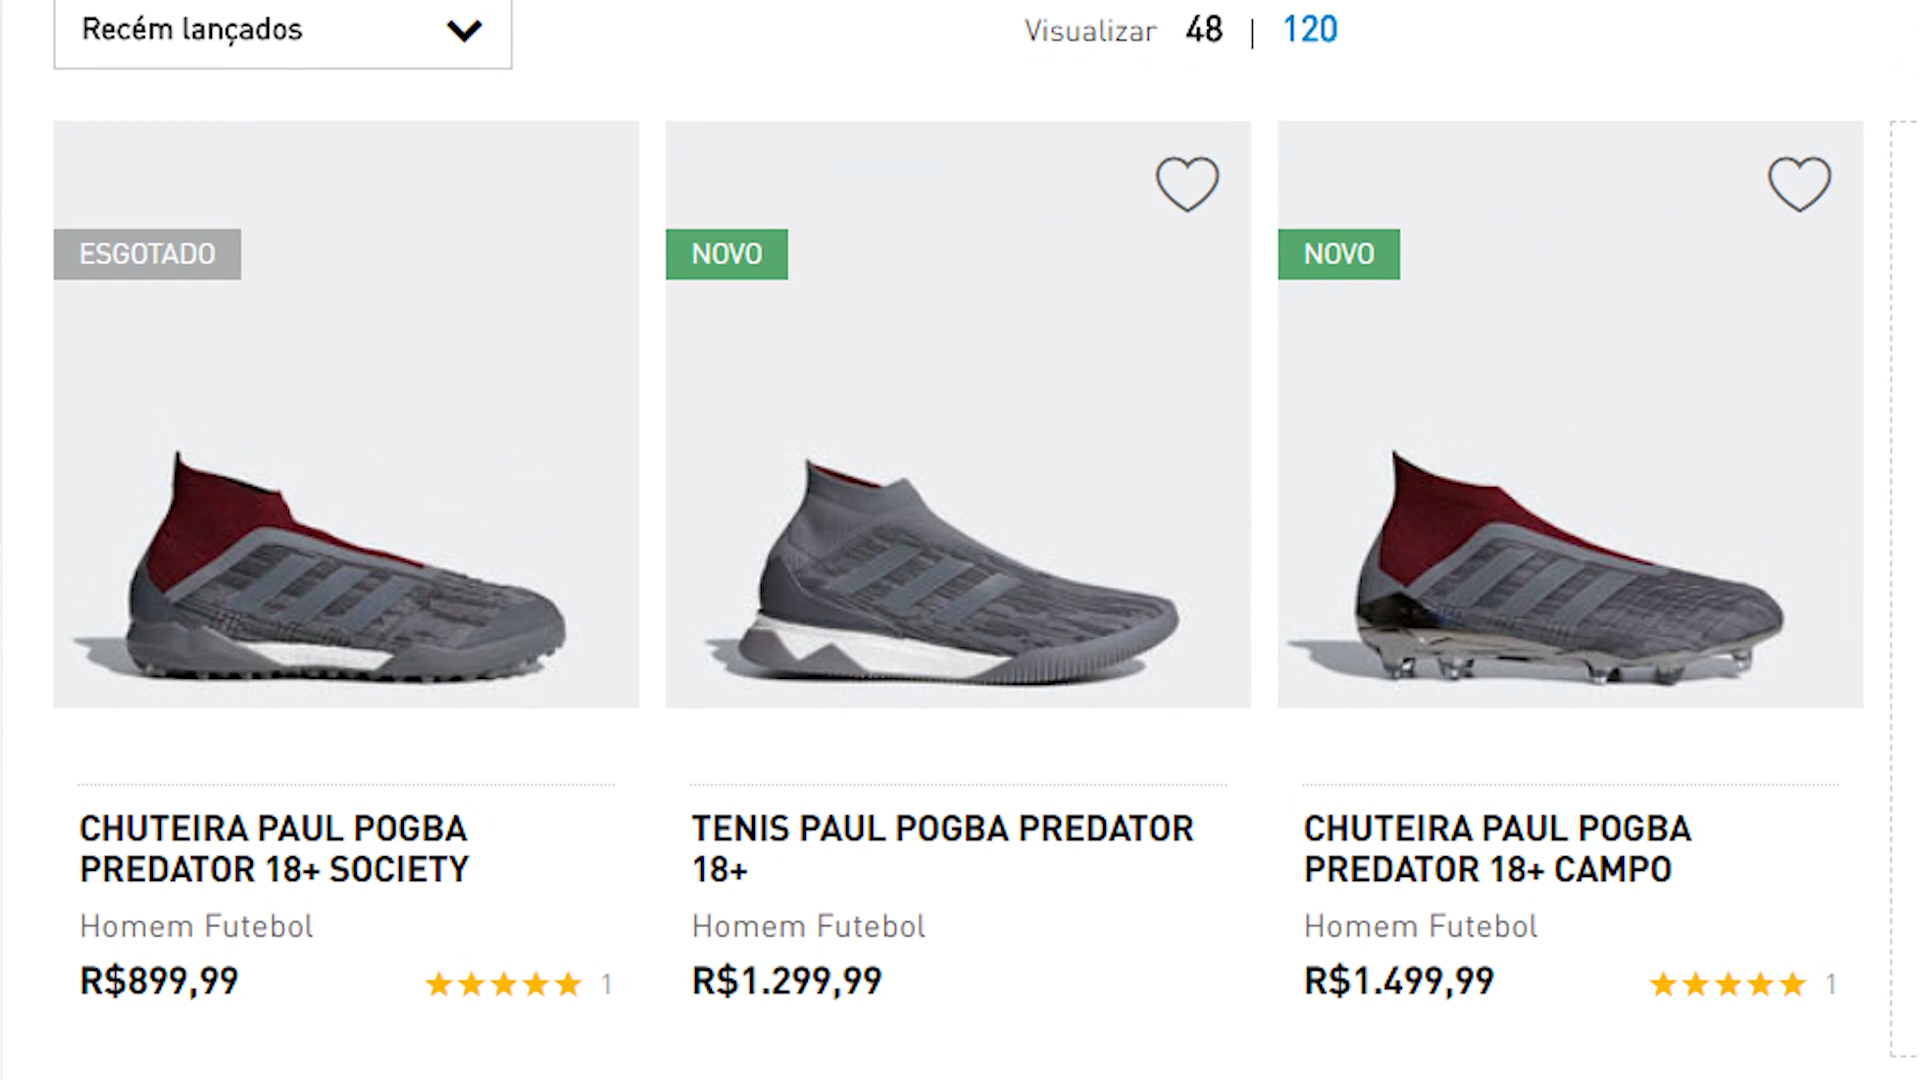 Recém lançados
Visualizar 48 | 120
ESGOTADO
NOVO
NOVO
CHUTEIRA PAUL POGBA
PREDATOR 18+ SOCIETY
Homem Futebol
R$899,99
1
TENIS PAUL POGBA PREDATOR
18+
Homem Futebol
R$1.299,99
CHUTEIRA PAUL POGBA
PREDATOR 18+ CAMPO
Homem Futebol
R$1.499,99
1